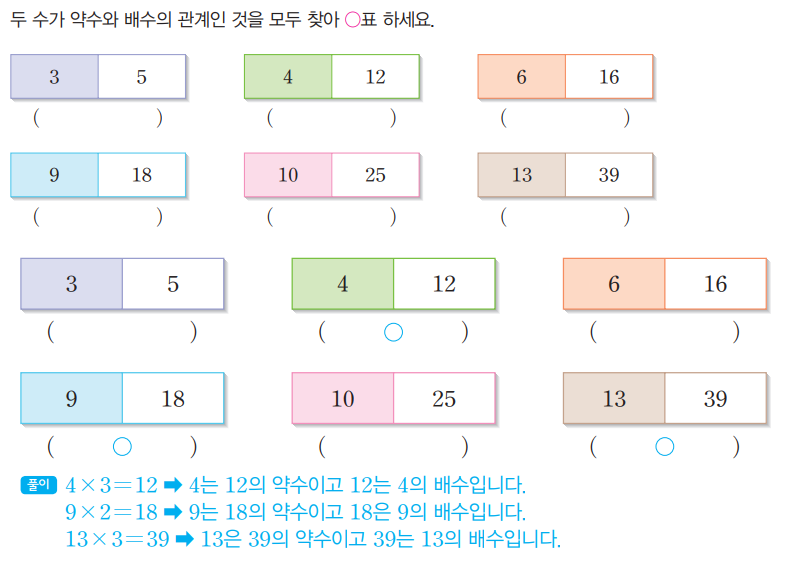 두 수가 약수와 배수의 관계인 것을 모두 찾아 ○표 하세요.
3 5 4 12 6 16
( ) ( ) ( )
9 18 10 25 13 39
( ) ( ) ( )
3 5 4 12 6 16
( ) ( ○ ) ( )
9 18 10 25 13 39
( ○ ) ( ) ( ○ )
풀이 4×3=12 ➡ 4는 12의 약수이고 12는 4의 배수입니다.
9×2=18 ➡ 9는 18의 약수이고 18은 9의 배수입니다.
13×3=39 ➡ 13은 39의 약수이고 39는 13의 배수입니다.